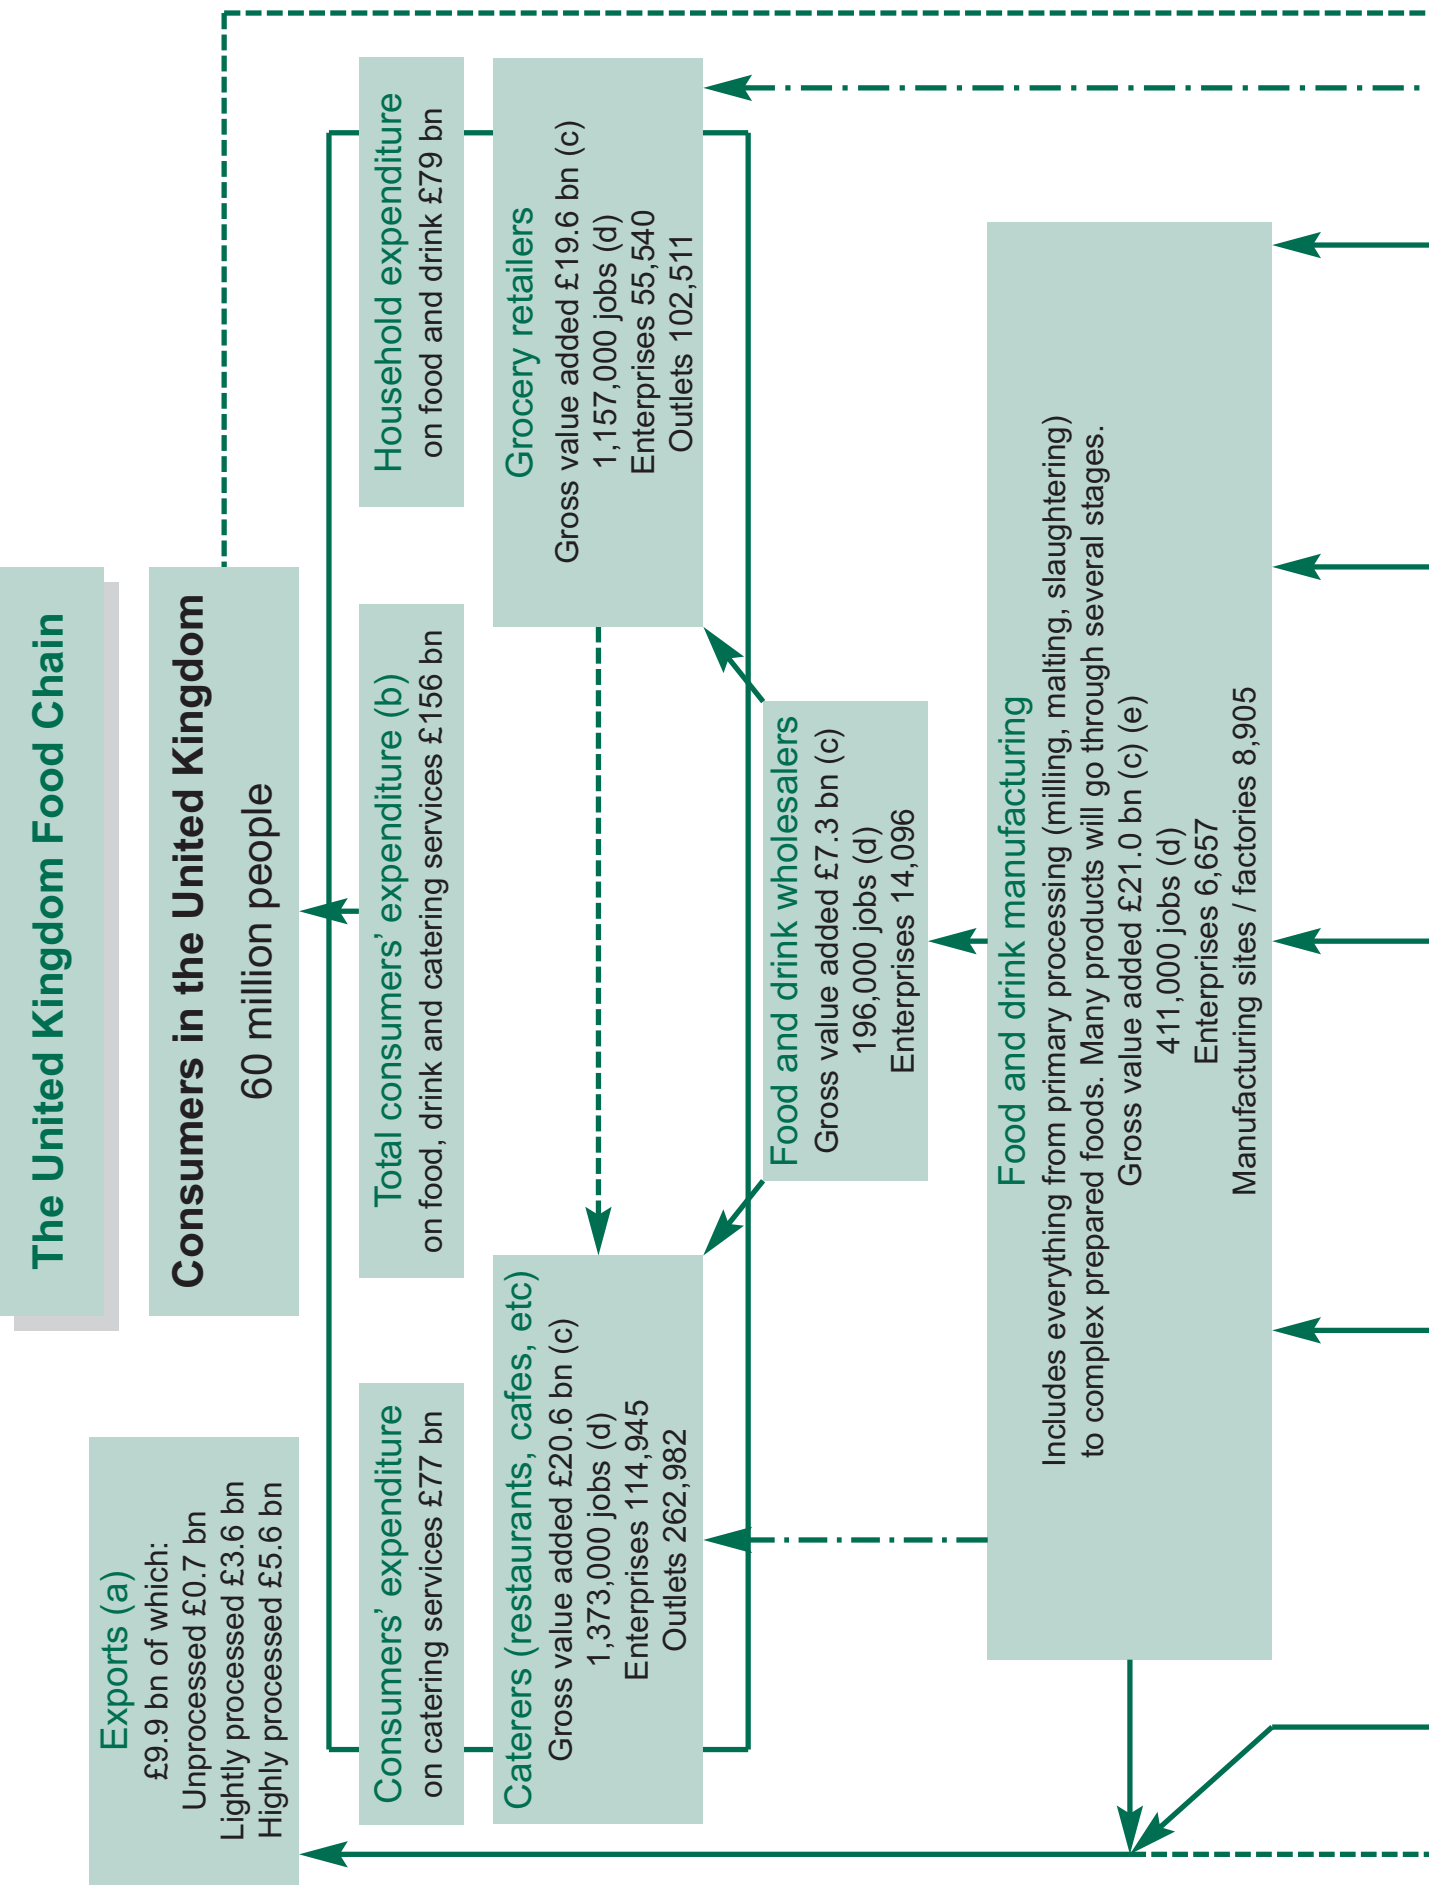 The United Kingdom Food Chain
Consumers in the United Kingdom
60 million people
Exports (a)
£9.9 bn of which:
Unprocessed £0.7 bn
Lightly processed £3.6 bn
Highly processed £5.6 bn
Consumers’ expenditure
on catering services £77 bn
Total consumers’ expenditure (b)
on food, drink and catering services £156 bn
Household expenditure
on food and drink £79 bn
Caterers (restaurants, cafes, etc)
Gross value added £20.6 bn (c)
1,373,000 jobs (d)
Enterprises 114,945
Outlets 262,982
Grocery retailers
Gross value added £19.6 bn (c)
1,157,000 jobs (d)
Enterprises 55,540
Outlets 102,511
Food and drink wholesalers
Gross value added £7.3 bn (c)
196,000 jobs (d)
Enterprises 14,096
Food and drink manufacturing
Includes everything from primary processing (milling, malting, slaughtering)
to complex prepared foods. Many products will go through several stages.
Gross value added £21.0 bn (c) (e)
411,000 jobs (d)
Enterprises 6,657
Manufacturing sites / factories 8,905